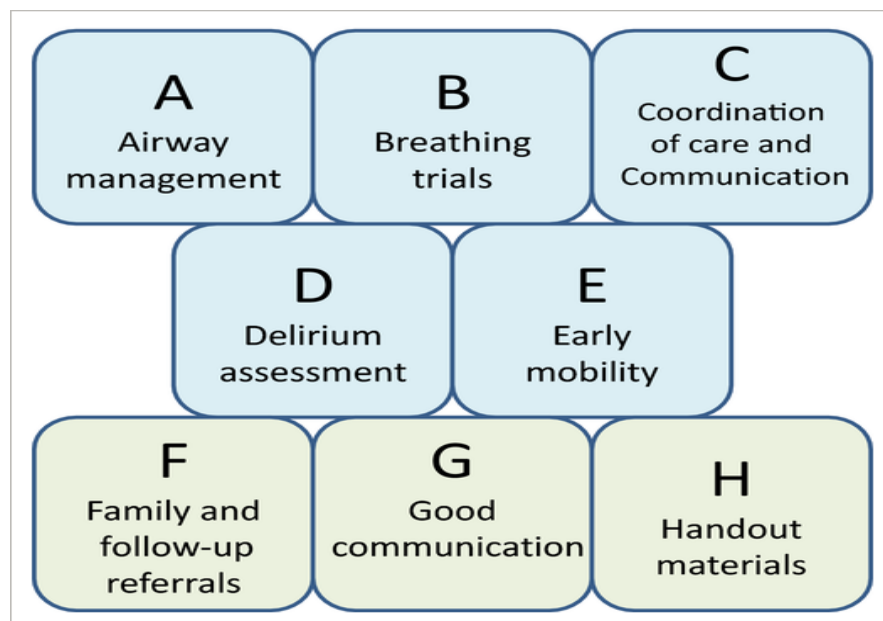 A
Airway
management
B
Breathing
trials
C
Coordination
of care and
Communication
D
Delirium
assessment
E
Early
mobility
F
Family and
follow-up
referrals
G
Good
communication
H
Handout
materials